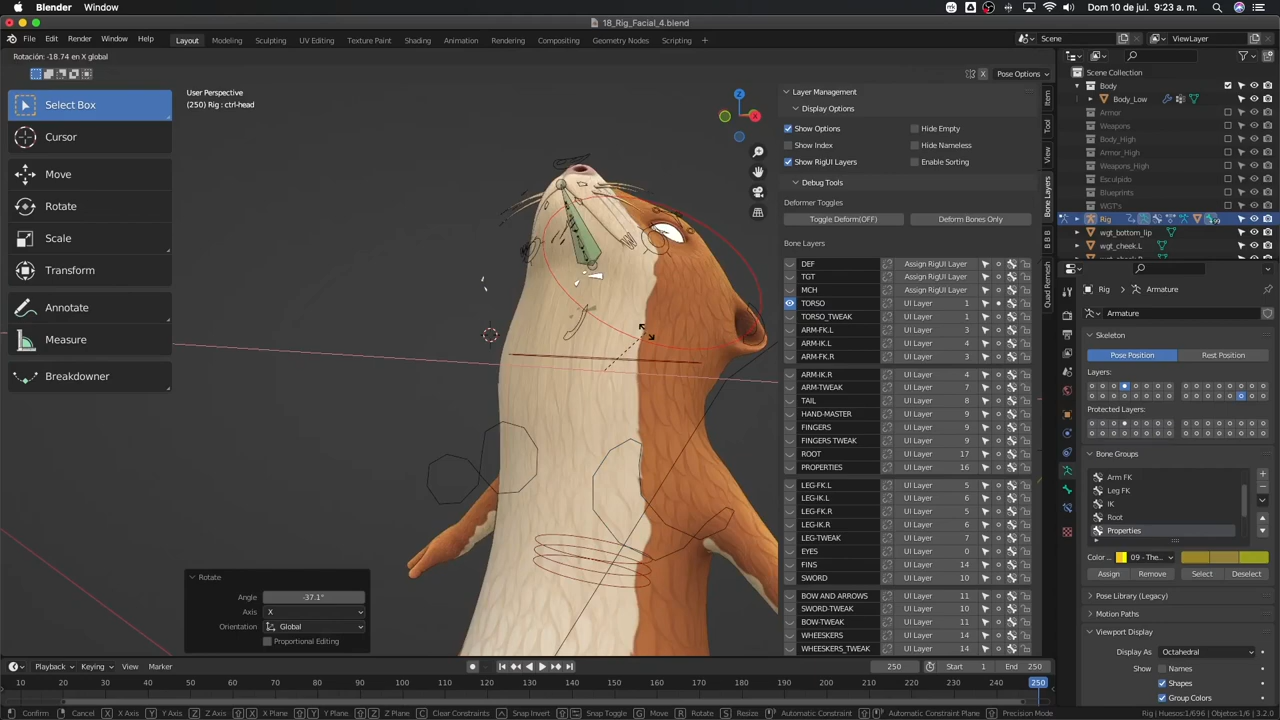 Blender Window
Dom 10 de jul. 9:23 a. m.
18_Rig_Facial_4.blend
File Edit Render Window Help
Layout Modeling Sculpting UV Editing Texture Paint Shading Animation Rendering Compositing Geometry Nodes Scripting +
Scene ViewLayer
Rotación: -18.74 en X global
X Pose Options
Select Box
Cursor
Move
Rotate
Scale
Transform
Annotate
Measure
Breakdowner
User Perspective
(250) Rig : ctrl-head
Z
X
Layer Management
Display Options
Show Options
Hide Empty
Show Index
Hide Nameless
Show RigUI Layers
Enable Sorting
Debug Tools
Deformer Toggles
Toggle Deform(OFF)
Deform Bones Only
Bone Layers
DEF Assign RigUI Layer
TGT Assign RigUI Layer
MCH Assign RigUI Layer
TORSO UI Layer 1
TORSO_TWEAK UI Layer 1
ARM-FK.L UI Layer 3
ARM-IK.L UI Layer 4
ARM-FK.R UI Layer 3
ARM-IK.R UI Layer 4
ARM-TWEAK UI Layer 7
TAIL UI Layer 8
HAND-MASTER UI Layer 9
FINGERS UI Layer 9
FINGERS TWEAK UI Layer 9
ROOT UI Layer 17
PROPERTIES UI Layer 16
LEG-FK.L UI Layer 5
LEG-IK.L UI Layer 6
LEG-FK.R UI Layer 5
LEG-IK.R UI Layer 6
LEG-TWEAK UI Layer 7
EYES UI Layer 0
FINS UI Layer 14
SWORD UI Layer 10
BOW AND ARROWS UI Layer 11
SWORD-TWEAK UI Layer 10
BOW-TWEAK UI Layer 11
WHEESKERS UI Layer 14
WHEESKERS_TWEAK UI Layer 14
Item
Tool
View
Bone Layers
B B B
Quad Remesh
Scene Collection
Body
Body_Low
Armor
Weapons
Body_High
Armor_High
Weapons_High
Esculpido
Blueprints
WGT's
Rig
wgt_bottom_lip
wgt_cheek.L
Rig Armature
Armature
Skeleton
Pose Position
Rest Position
Layers:
Protected Layers:
Bone Groups
Arm FK
Leg FK
IK
Root
Properties
Color ... 09 - The...
Assign Remove Select Deselect
Pose Library (Legacy)
Motion Paths
Viewport Display
Display As Octahedral
Show Names
Shapes
Group Colors
Rotate
Angle -37.1°
Axis X
Orientation Global
Proportional Editing
Playback Keying View Marker
250 Start 1 End 250
10 20 30 40 50 60 70 80 90 100 110 120 130 140 150 160 170 180 190 200 210 220 230 240 250
Confirm Cancel X X Axis Y Y Axis Z Z Axis X X Plane Y Y Plane Z Z Plane C Clear Constraints Snap Invert Snap Toggle G Move R Rotate S Resize Automatic Constraint Automatic Constraint Plane Precision Mode
Huesos:1/696 | Objetos:1/6 | 3.2.0